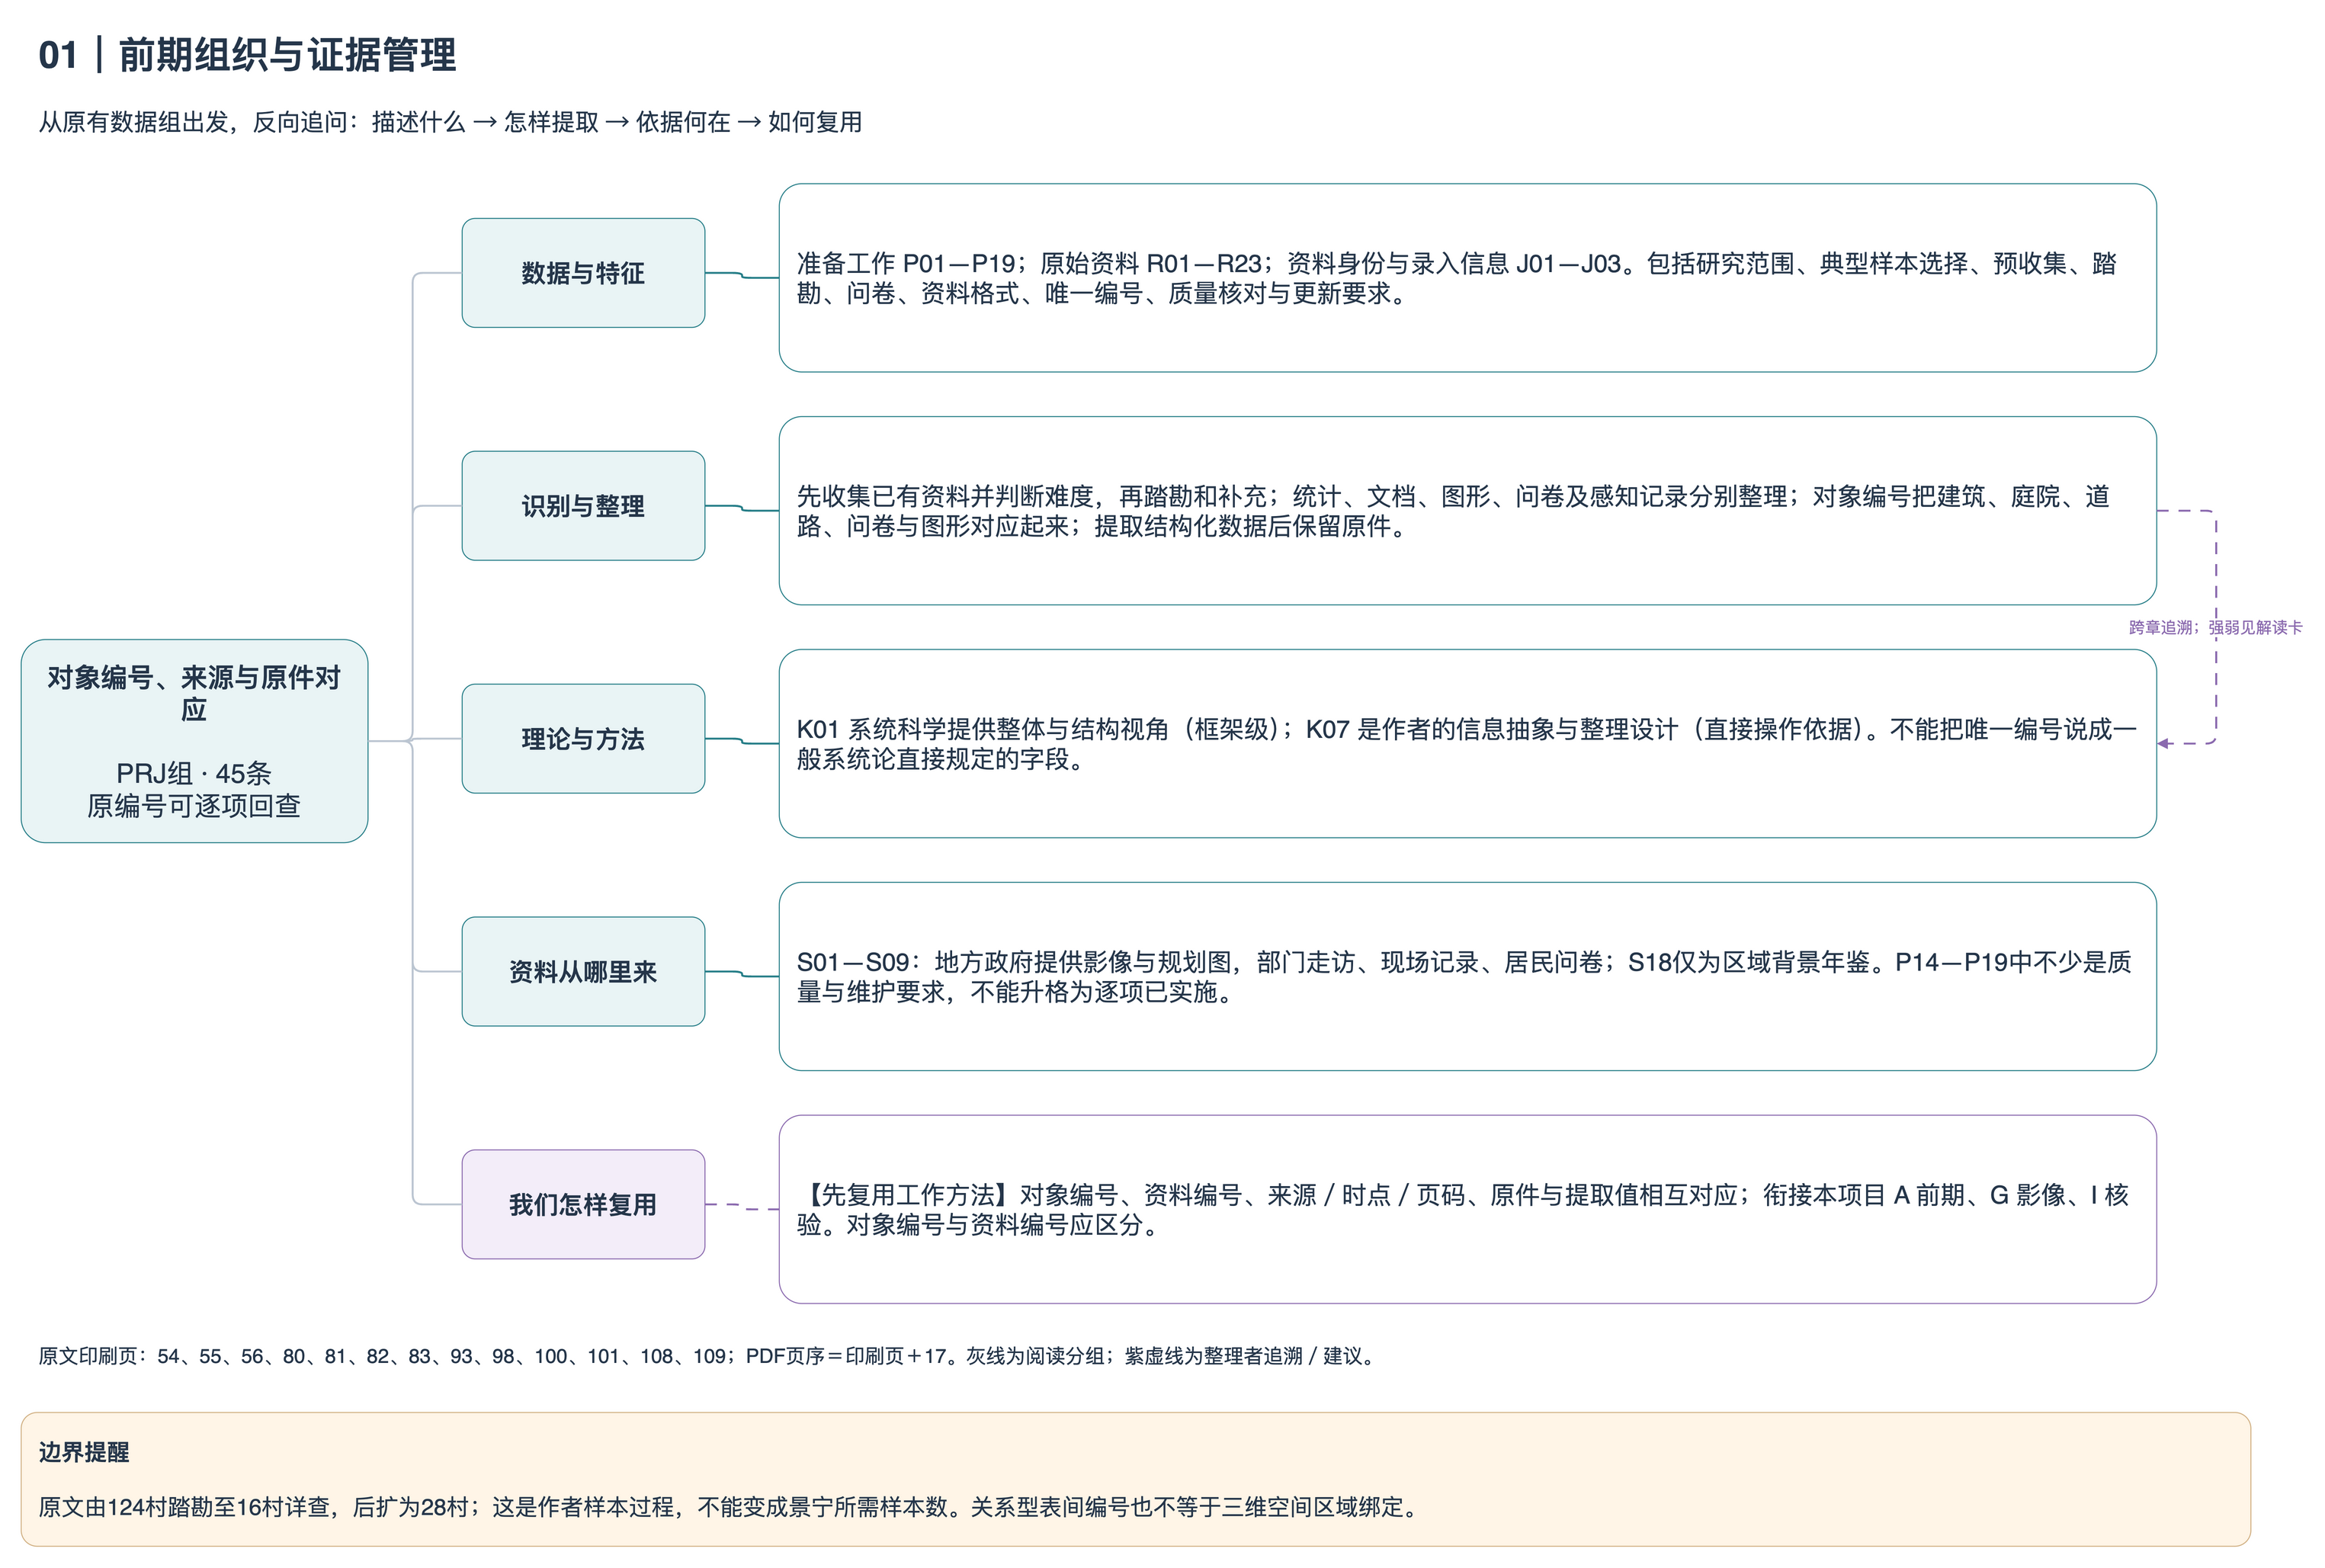 01｜前期组织与证据管理
从原有数据组出发，反向追问：描述什么 → 怎样提取 → 依据何在 → 如何复用
对象编号、来源与原件对
应
PRJ组 · 45条
原编号可逐项回查
数据与特征
准备工作 P01—P19；原始资料 R01—R23；资料身份与录入信息 J01—J03。包括研究范围、典型样本选择、预收集、踏
勘、问卷、资料格式、唯一编号、质量核对与更新要求。
识别与整理
先收集已有资料并判断难度，再踏勘和补充；统计、文档、图形、问卷及感知记录分别整理；对象编号把建筑、庭院、道
路、问卷与图形对应起来；提取结构化数据后保留原件。
跨章追溯；强弱见解读卡
理论与方法
K01 系统科学提供整体与结构视角（框架级）；K07 是作者的信息抽象与整理设计（直接操作依据）。不能把唯一编号说成一
般系统论直接规定的字段。
资料从哪里来
S01—S09：地方政府提供影像与规划图，部门走访、现场记录、居民问卷；S18仅为区域背景年鉴。P14—P19中不少是质
量与维护要求，不能升格为逐项已实施。
我们怎样复用
【先复用工作方法】对象编号、资料编号、来源 / 时点 / 页码、原件与提取值相互对应；衔接本项目 A 前期、G 影像、I 核
验。对象编号与资料编号应区分。
原文印刷页：54、55、56、80、81、82、83、93、98、100、101、108、109；PDF页序＝印刷页＋17。灰线为阅读分组；紫虚线为整理者追溯 / 建议。
边界提醒
原文由124村踏勘至16村详查，后扩为28村；这是作者样本过程，不能变成景宁所需样本数。关系型表间编号也不等于三维空间区域绑定。